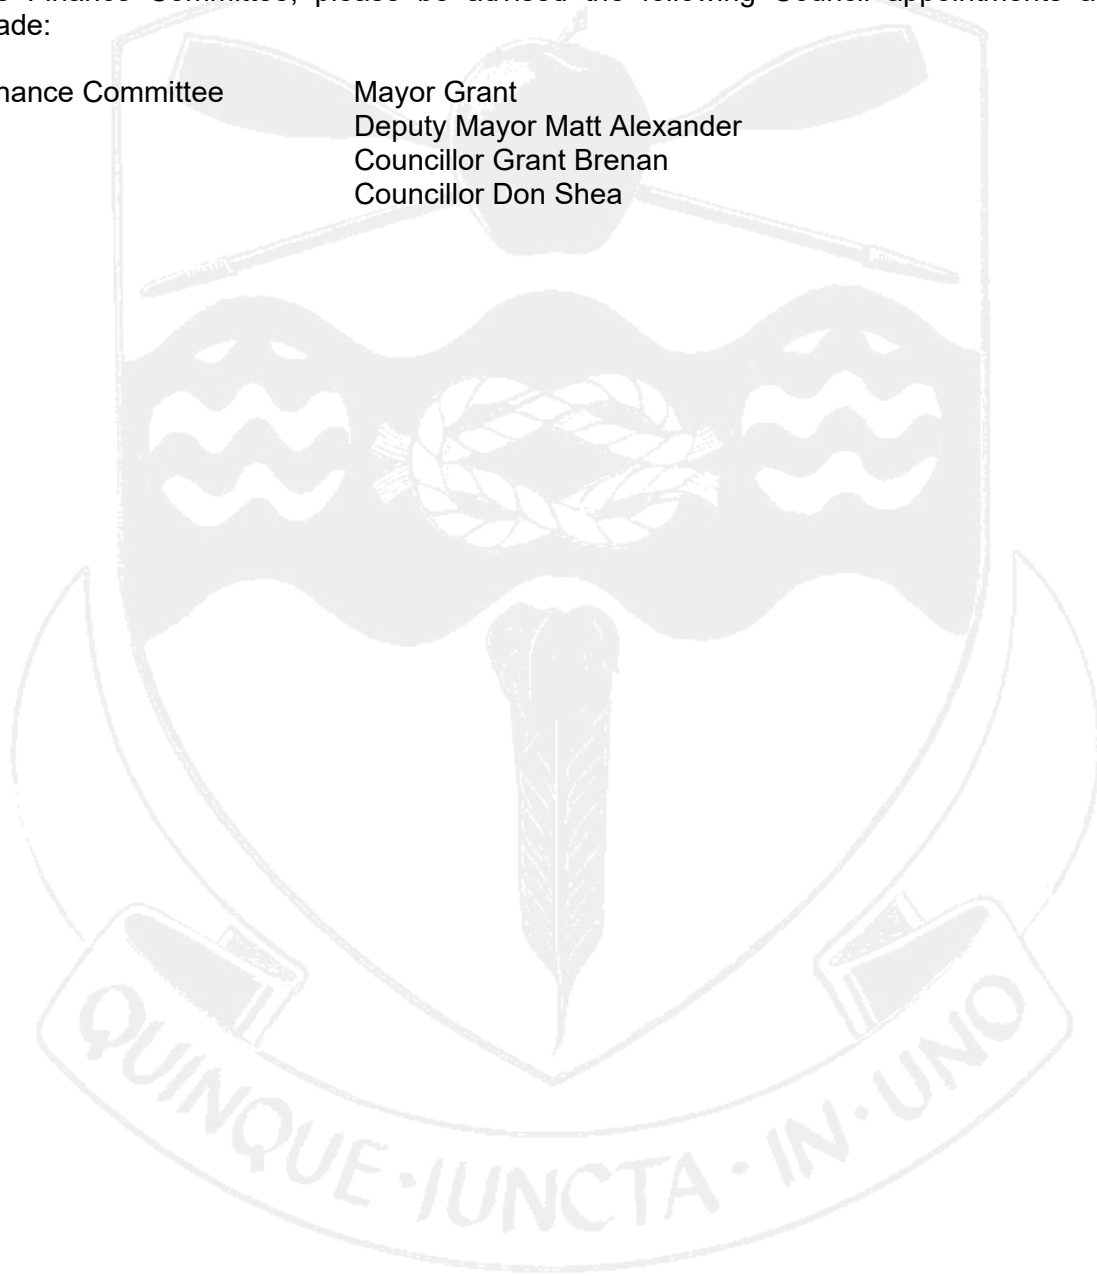 Finance Committee, please be advised the following Council appointments
ade:
nance Committee Mayor Grant
Deputy Mayor Matt Alexander
Councillor Grant Brenan
Councillor Don Shea
QUINQUE·IUNCTA·IN·UNO